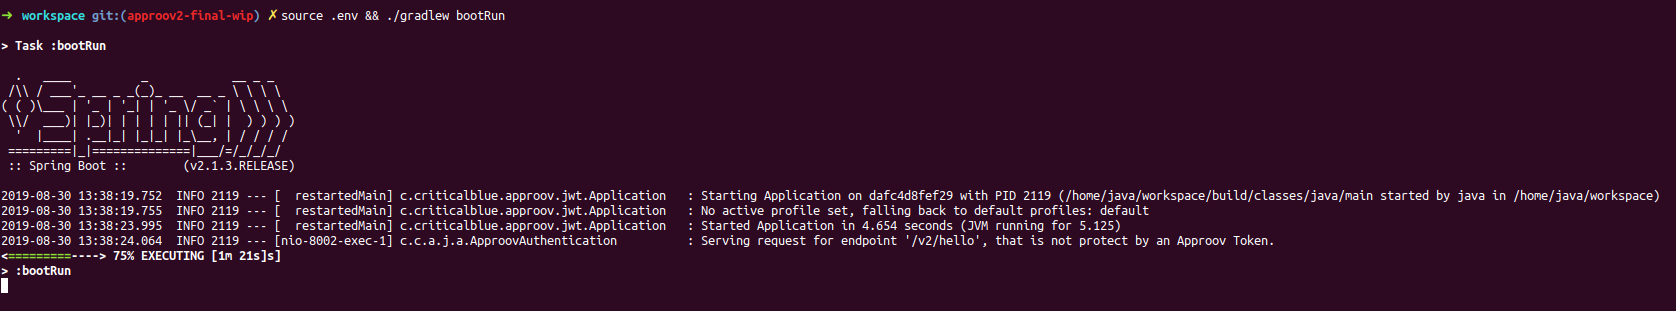 ➜ workspace git:(approov2-final-wip) ✗ source .env && ./gradlew bootRun
> Task :bootRun
  .   ____          _            __ _ _
 /\\ / ___'_ __ _ _(_)_ __  __ _ \ \ \ \
( ( )\___ | '_ | '_| | '_ \/ _` | \ \ \ \
 \\/  ___)| |_)| | | | | || (_| |  ) ) ) )
  '  |____| .__|_| |_|_| |_\__, | / / / /
 =========|_|==============|___/=/_/_/_/
 :: Spring Boot ::        (v2.1.3.RELEASE)
2019-08-30 13:38:19.752  INFO 2119 --- [  restartedMain] c.criticalblue.approov.jwt.Application   : Starting Application on dafc4d8fef29 with PID 2119 (/home/java/workspace/build/classes/java/main started by java in /home/java/workspace)
2019-08-30 13:38:19.755  INFO 2119 --- [  restartedMain] c.criticalblue.approov.jwt.Application   : No active profile set, falling back to default profiles: default
2019-08-30 13:38:23.995  INFO 2119 --- [  restartedMain] c.criticalblue.approov.jwt.Application   : Started Application in 4.654 seconds (JVM running for 5.125)
2019-08-30 13:38:24.064  INFO 2119 --- [nio-8002-exec-1] c.c.a.j.a.ApproovAuthentication          : Serving request for endpoint '/v2/hello', that is not protect by an Approov Token.
<=========----> 75% EXECUTING [1m 21s]s]
> :bootRun